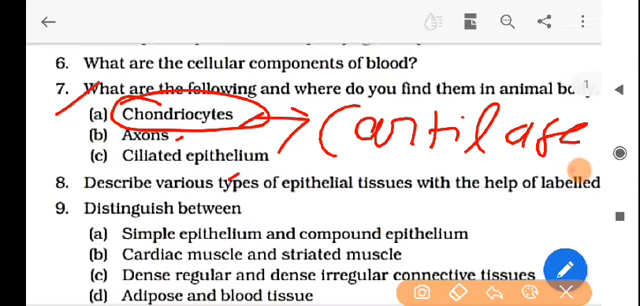 6. What are the cellular components of blood?
7. What are the following and where do you find them in animal body.
1
(a) Chondriocytes
Cartilage
(b) Axons
(c) Ciliated epithelium
8. Describe various types of epithelial tissues with the help of labelled
9. Distinguish between
(a) Simple epithelium and compound epithelium
(b) Cardiac muscle and striated muscle
(c) Dense regular and dense irregular connective tissues
(d) Adipose and blood tissue